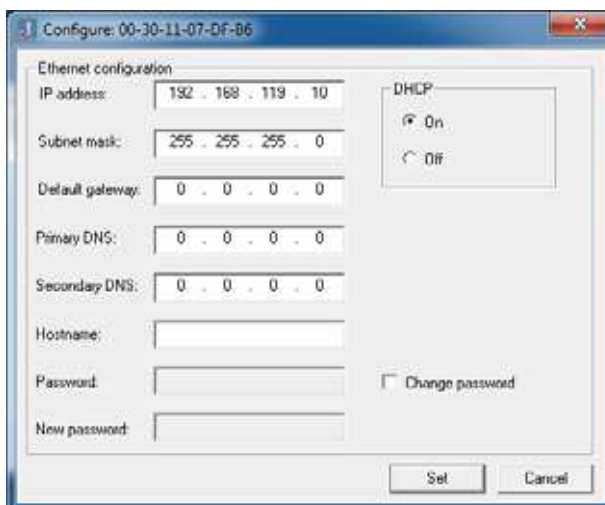 Configure: 00-30-11-07-DF-B6
Ethernet configuration
IP address: 192 . 168 . 119 . 10
DHCP
On
Subnet mask: 255 . 255 . 255 . 0
Off
Default gateway: 0 . 0 . 0 . 0
Primary DNS: 0 . 0 . 0 . 0
Secondary DNS: 0 . 0 . 0 . 0
Hostname:
Password: Change password
New password:
Set Cancel